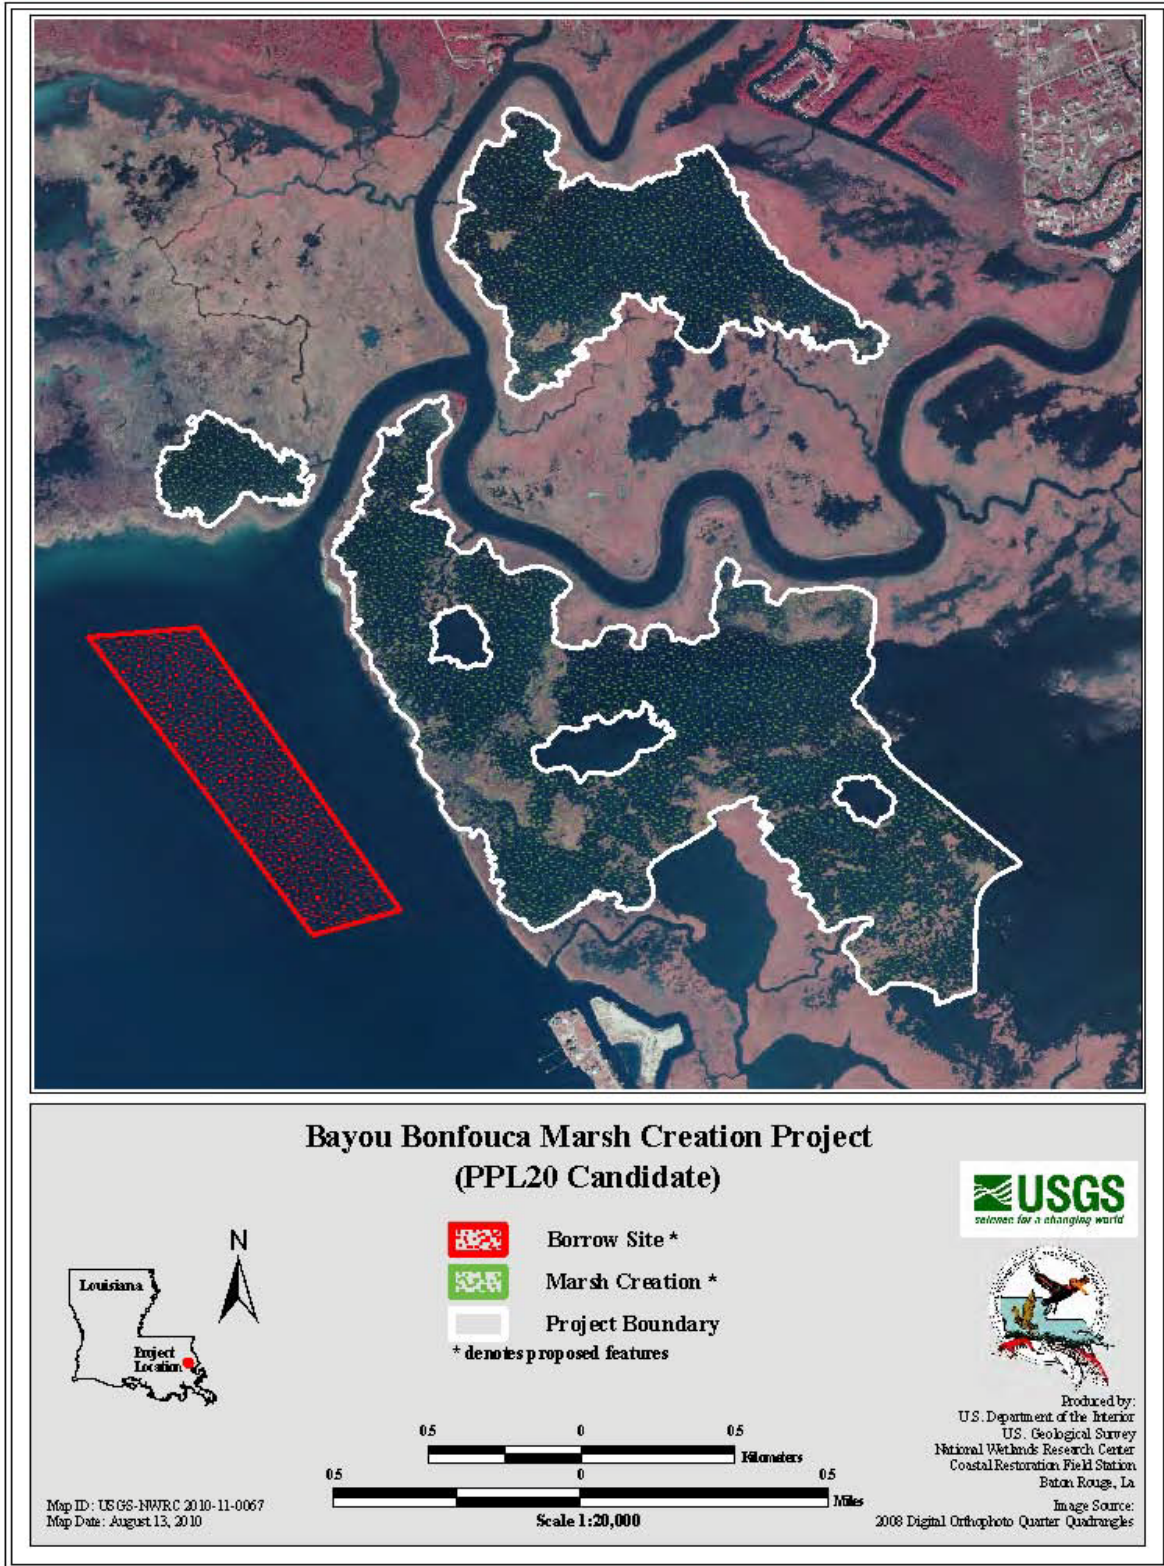 Bayou Bonfouca Marsh Creation Project
(PPL20 Candidate)
USGS
science for a changing world
Borrow Site *
Marsh Creation *
Project Boundary
* denotes proposed features
N
Louisiana
Project
Location
0.5 0 0.5
Kilometers
0.5 0 0.5
Miles
Scale 1:20,000
Map ID: USGS-NWRC 2010-11-0067
Map Date: August 13, 2010
Produced by:
U.S. Department of the Interior
U.S. Geological Survey
National Wetlands Research Center
Coastal Restoration Field Station
Baton Rouge, La
Image Source:
2008 Digital Orthophoto Quarter Quadrangles